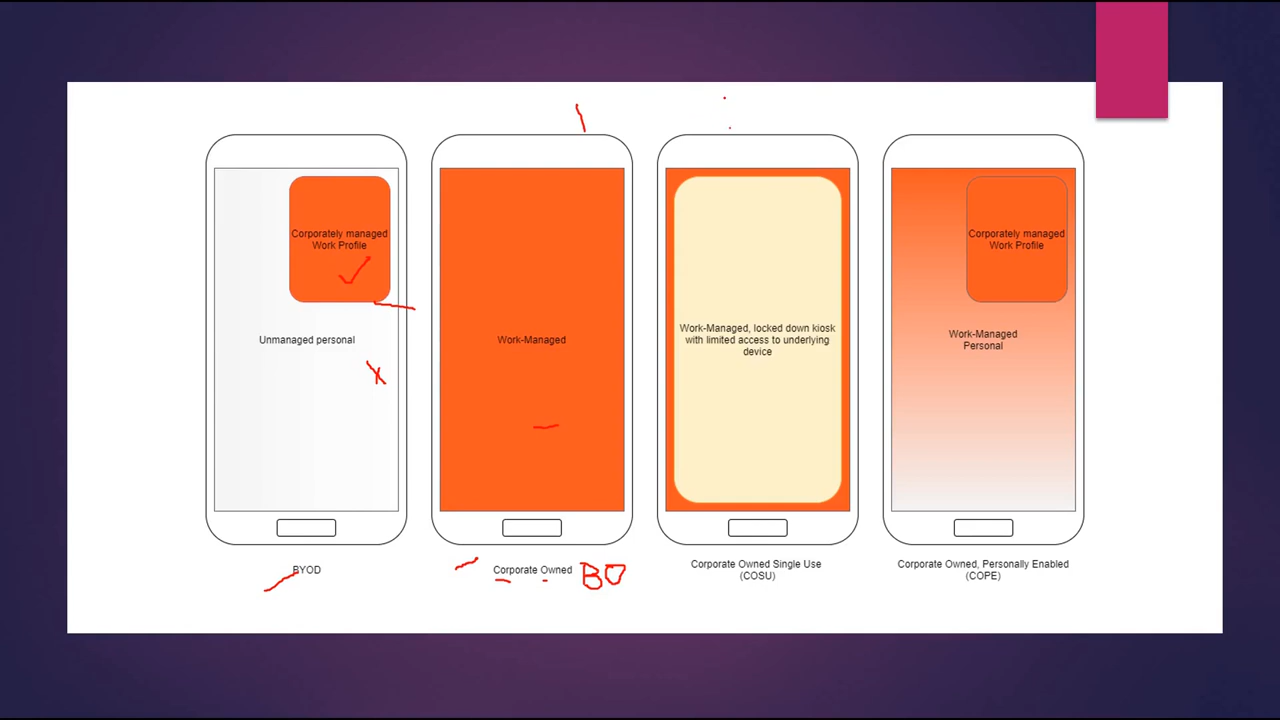 Corporately managed
Work Profile
Unmanaged personal
BYOD
Work-Managed
Corporate Owned
BO
Work-Managed, locked down kiosk
with limited access to underlying
device
Corporate Owned Single Use
(COSU)
Corporately managed
Work Profile
Work-Managed
Personal
Corporate Owned, Personally Enabled
(COPE)